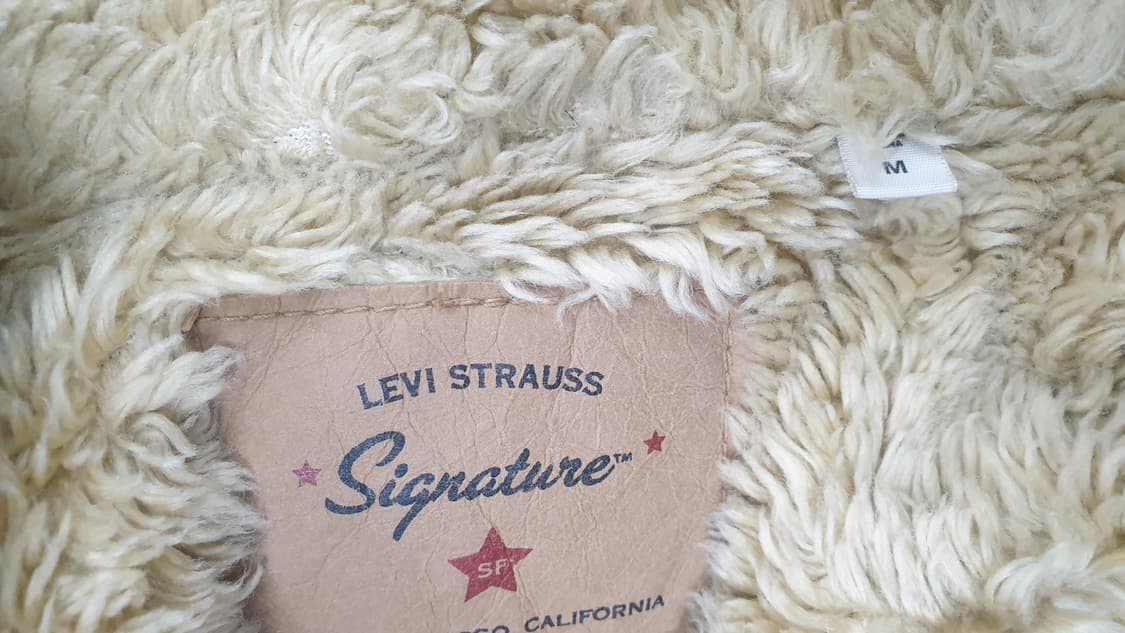 M
LEVI STRAUSS
Signature™
SF
CALIFORNIA